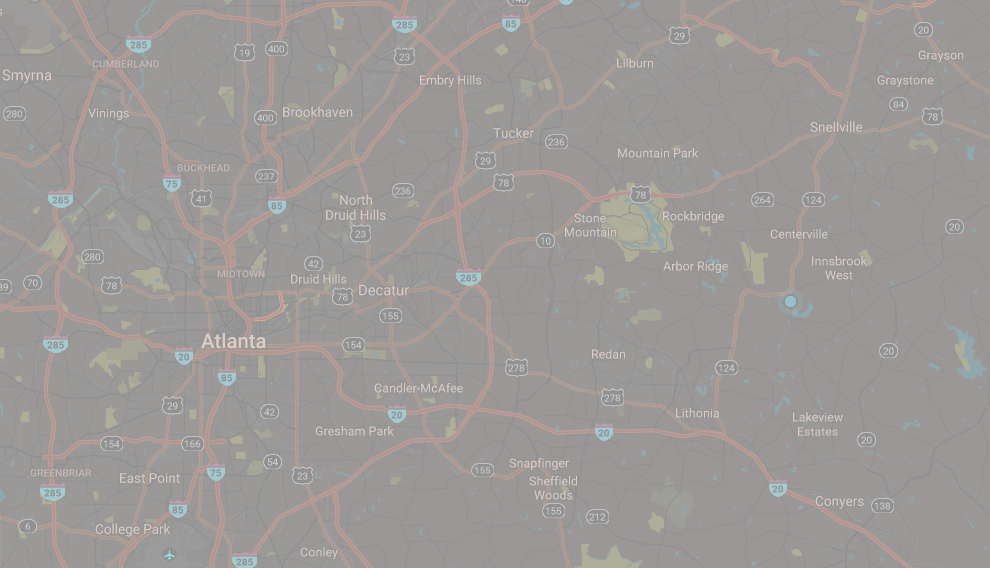 285
85
29
20
285
19
400
23
Grayson
CUMBERLAND
Lilburn
Smyrna
Embry Hills
Graystone
280
Vinings
400
Brookhaven
84
78
Tucker
236
Snellville
Mountain Park
29
BUCKHEAD
75
237
78
236
78
285
41
85
North
Druid Hills
264
124
Stone
Mountain
Rockbridge
23
10
Centerville
20
280
42
Arbor Ridge
Innsbrook
West
MIDTOWN
285
70
78
Druid Hills
78
Decatur
155
Atlanta
285
20
154
Redan
20
85
278
124
Candler-McAfee
278
29
42
20
Lithonia
Gresham Park
20
Lakeview
Estates
154
166
20
GREENBRIAR
54
75
23
155
Snapfinger
East Point
Sheffield
Woods
285
20
85
155
212
Conyers
138
6
College Park
Conley
285